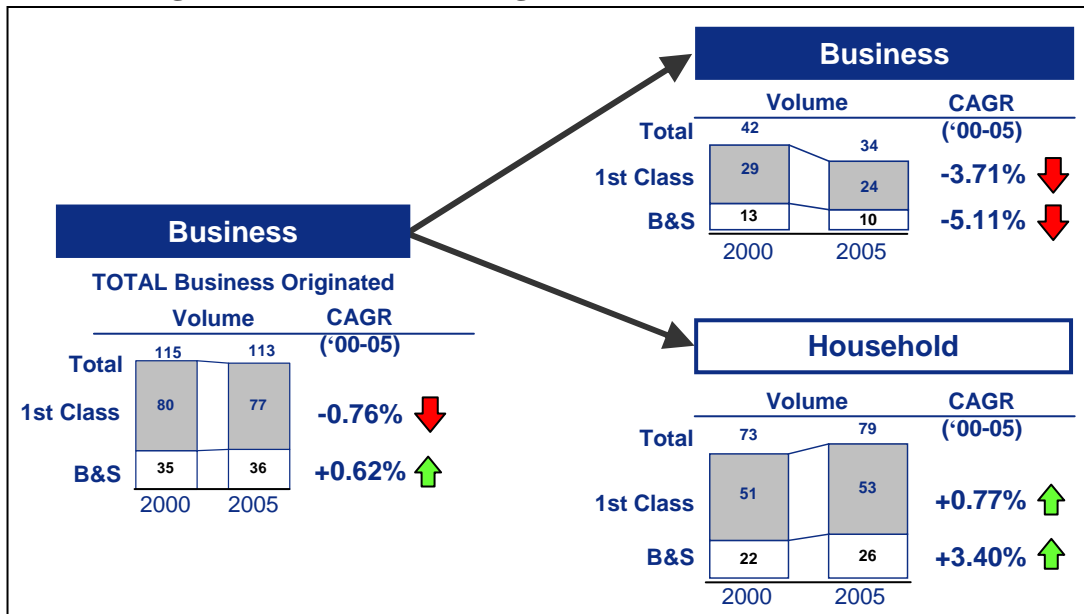 Business
TOTAL Business Originated
Volume CAGR
(‘00-05)
Total 115 113
1st Class 80 77 -0.76%
B&S 35 36 +0.62%
2000 2005
Business
Volume CAGR
(‘00-05)
Total 42 34
1st Class 29 24 -3.71%
B&S 13 10 -5.11%
2000 2005
Household
Volume CAGR
(‘00-05)
Total 73 79
1st Class 51 53 +0.77%
B&S 22 26 +3.40%
2000 2005